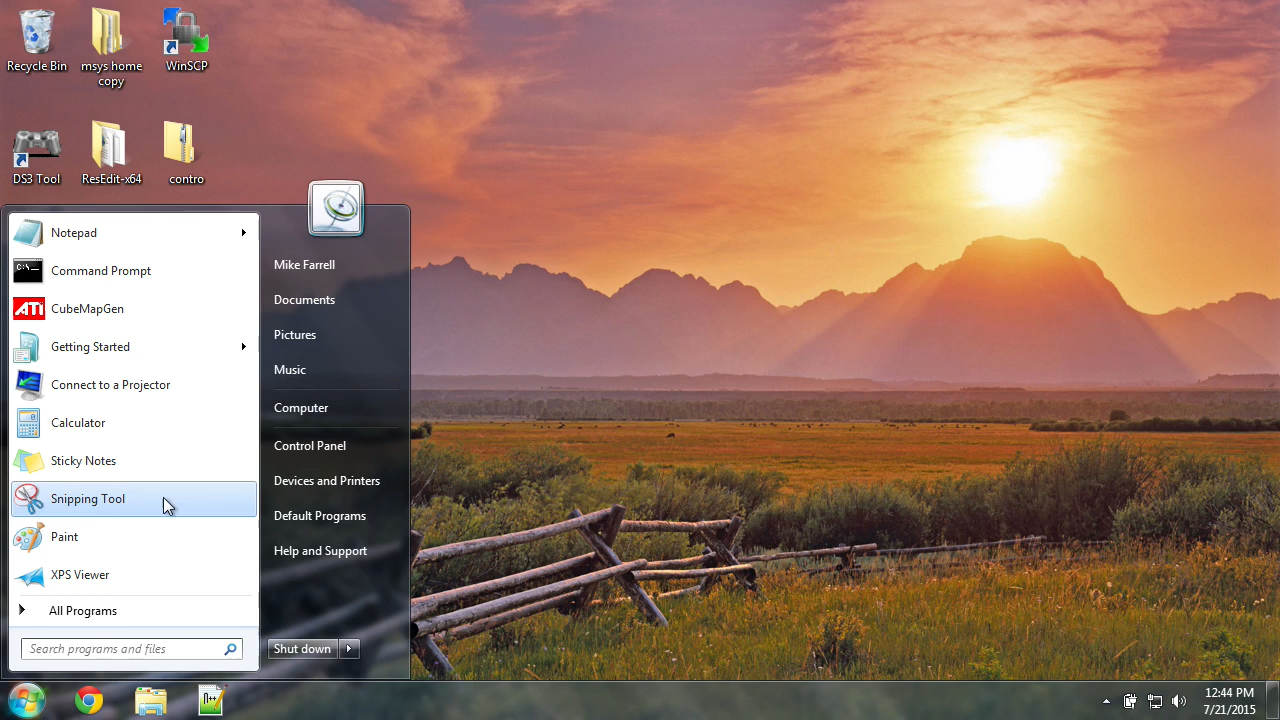 Recycle Bin
msys home
copy
WinSCP
DS3 Tool
ResEdit-x64
contro
Notepad
C:\_
Command Prompt
ATI
CubeMapGen
Getting Started
Connect to a Projector
Calculator
Sticky Notes
Snipping Tool
Paint
XPS Viewer
All Programs
Search programs and files
Mike Farrell
Documents
Pictures
Music
Computer
Control Panel
Devices and Printers
Default Programs
Help and Support
Shut down
n++
12:44 PM
7/21/2015